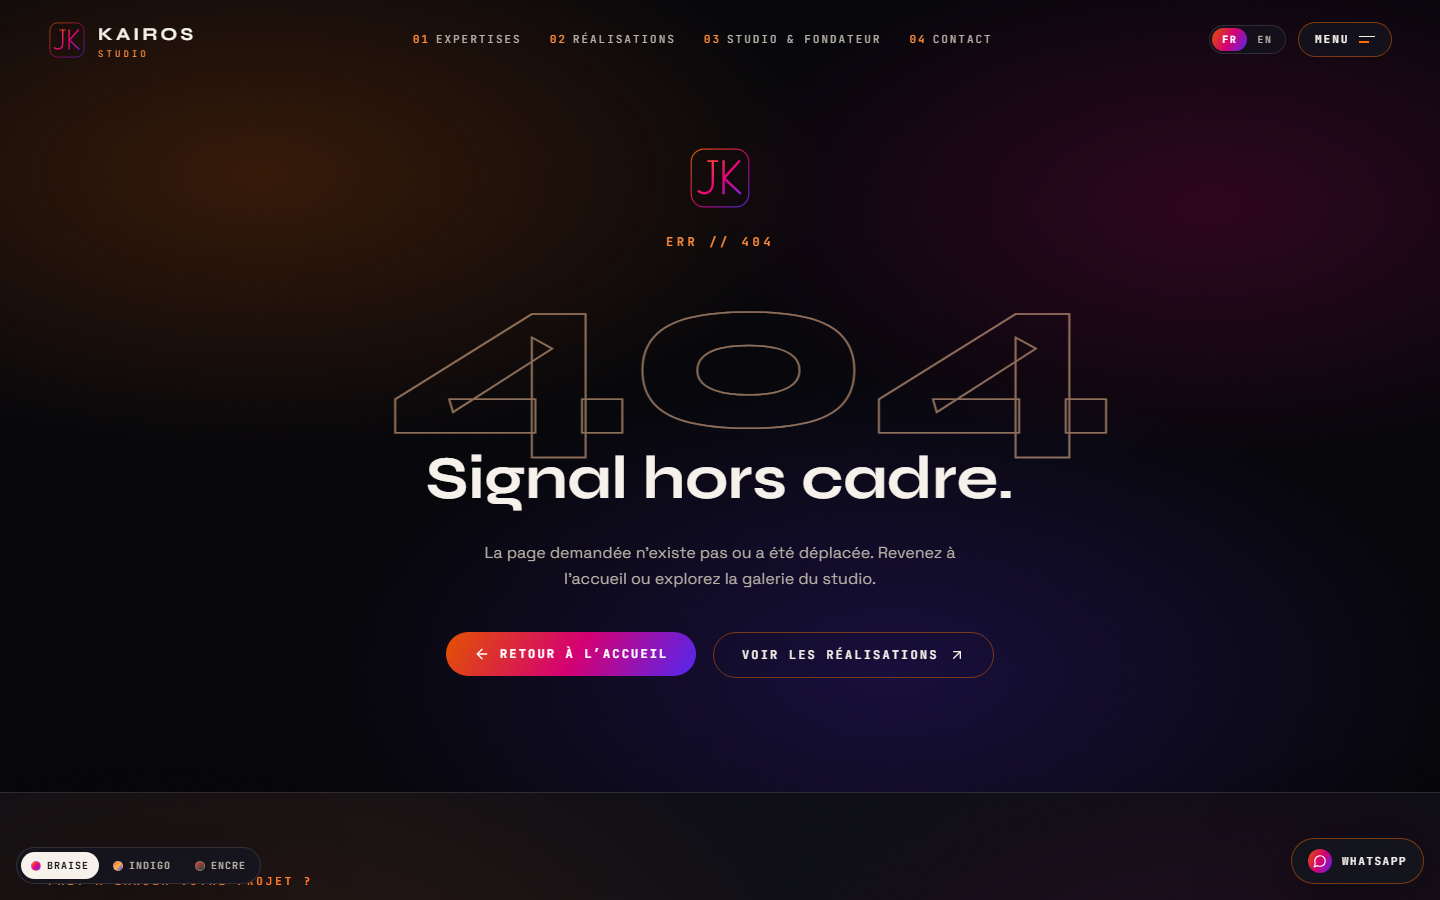 JK KAIROS
STUDIO
01 EXPERTISES
02 RÉALISATIONS
03 STUDIO & FONDATEUR
04 CONTACT
FR EN
MENU
JK
ERR // 404
404
Signal hors cadre.
La page demandée n’existe pas ou a été déplacée. Revenez à
l’accueil ou explorez la galerie du studio.
RETOUR À L’ACCUEIL
VOIR LES RÉALISATIONS
BRAISE
INDIGO
ENCRE
PROJET ?
WHATSAPP